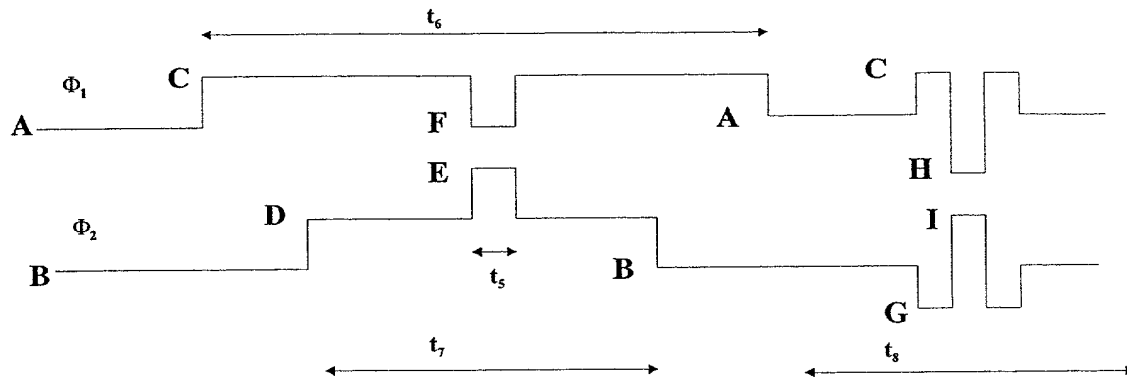 t₆
C C
Φ₁
A F A
E H
D I
Φ₂
B t₅ B
G
t₇ t₈